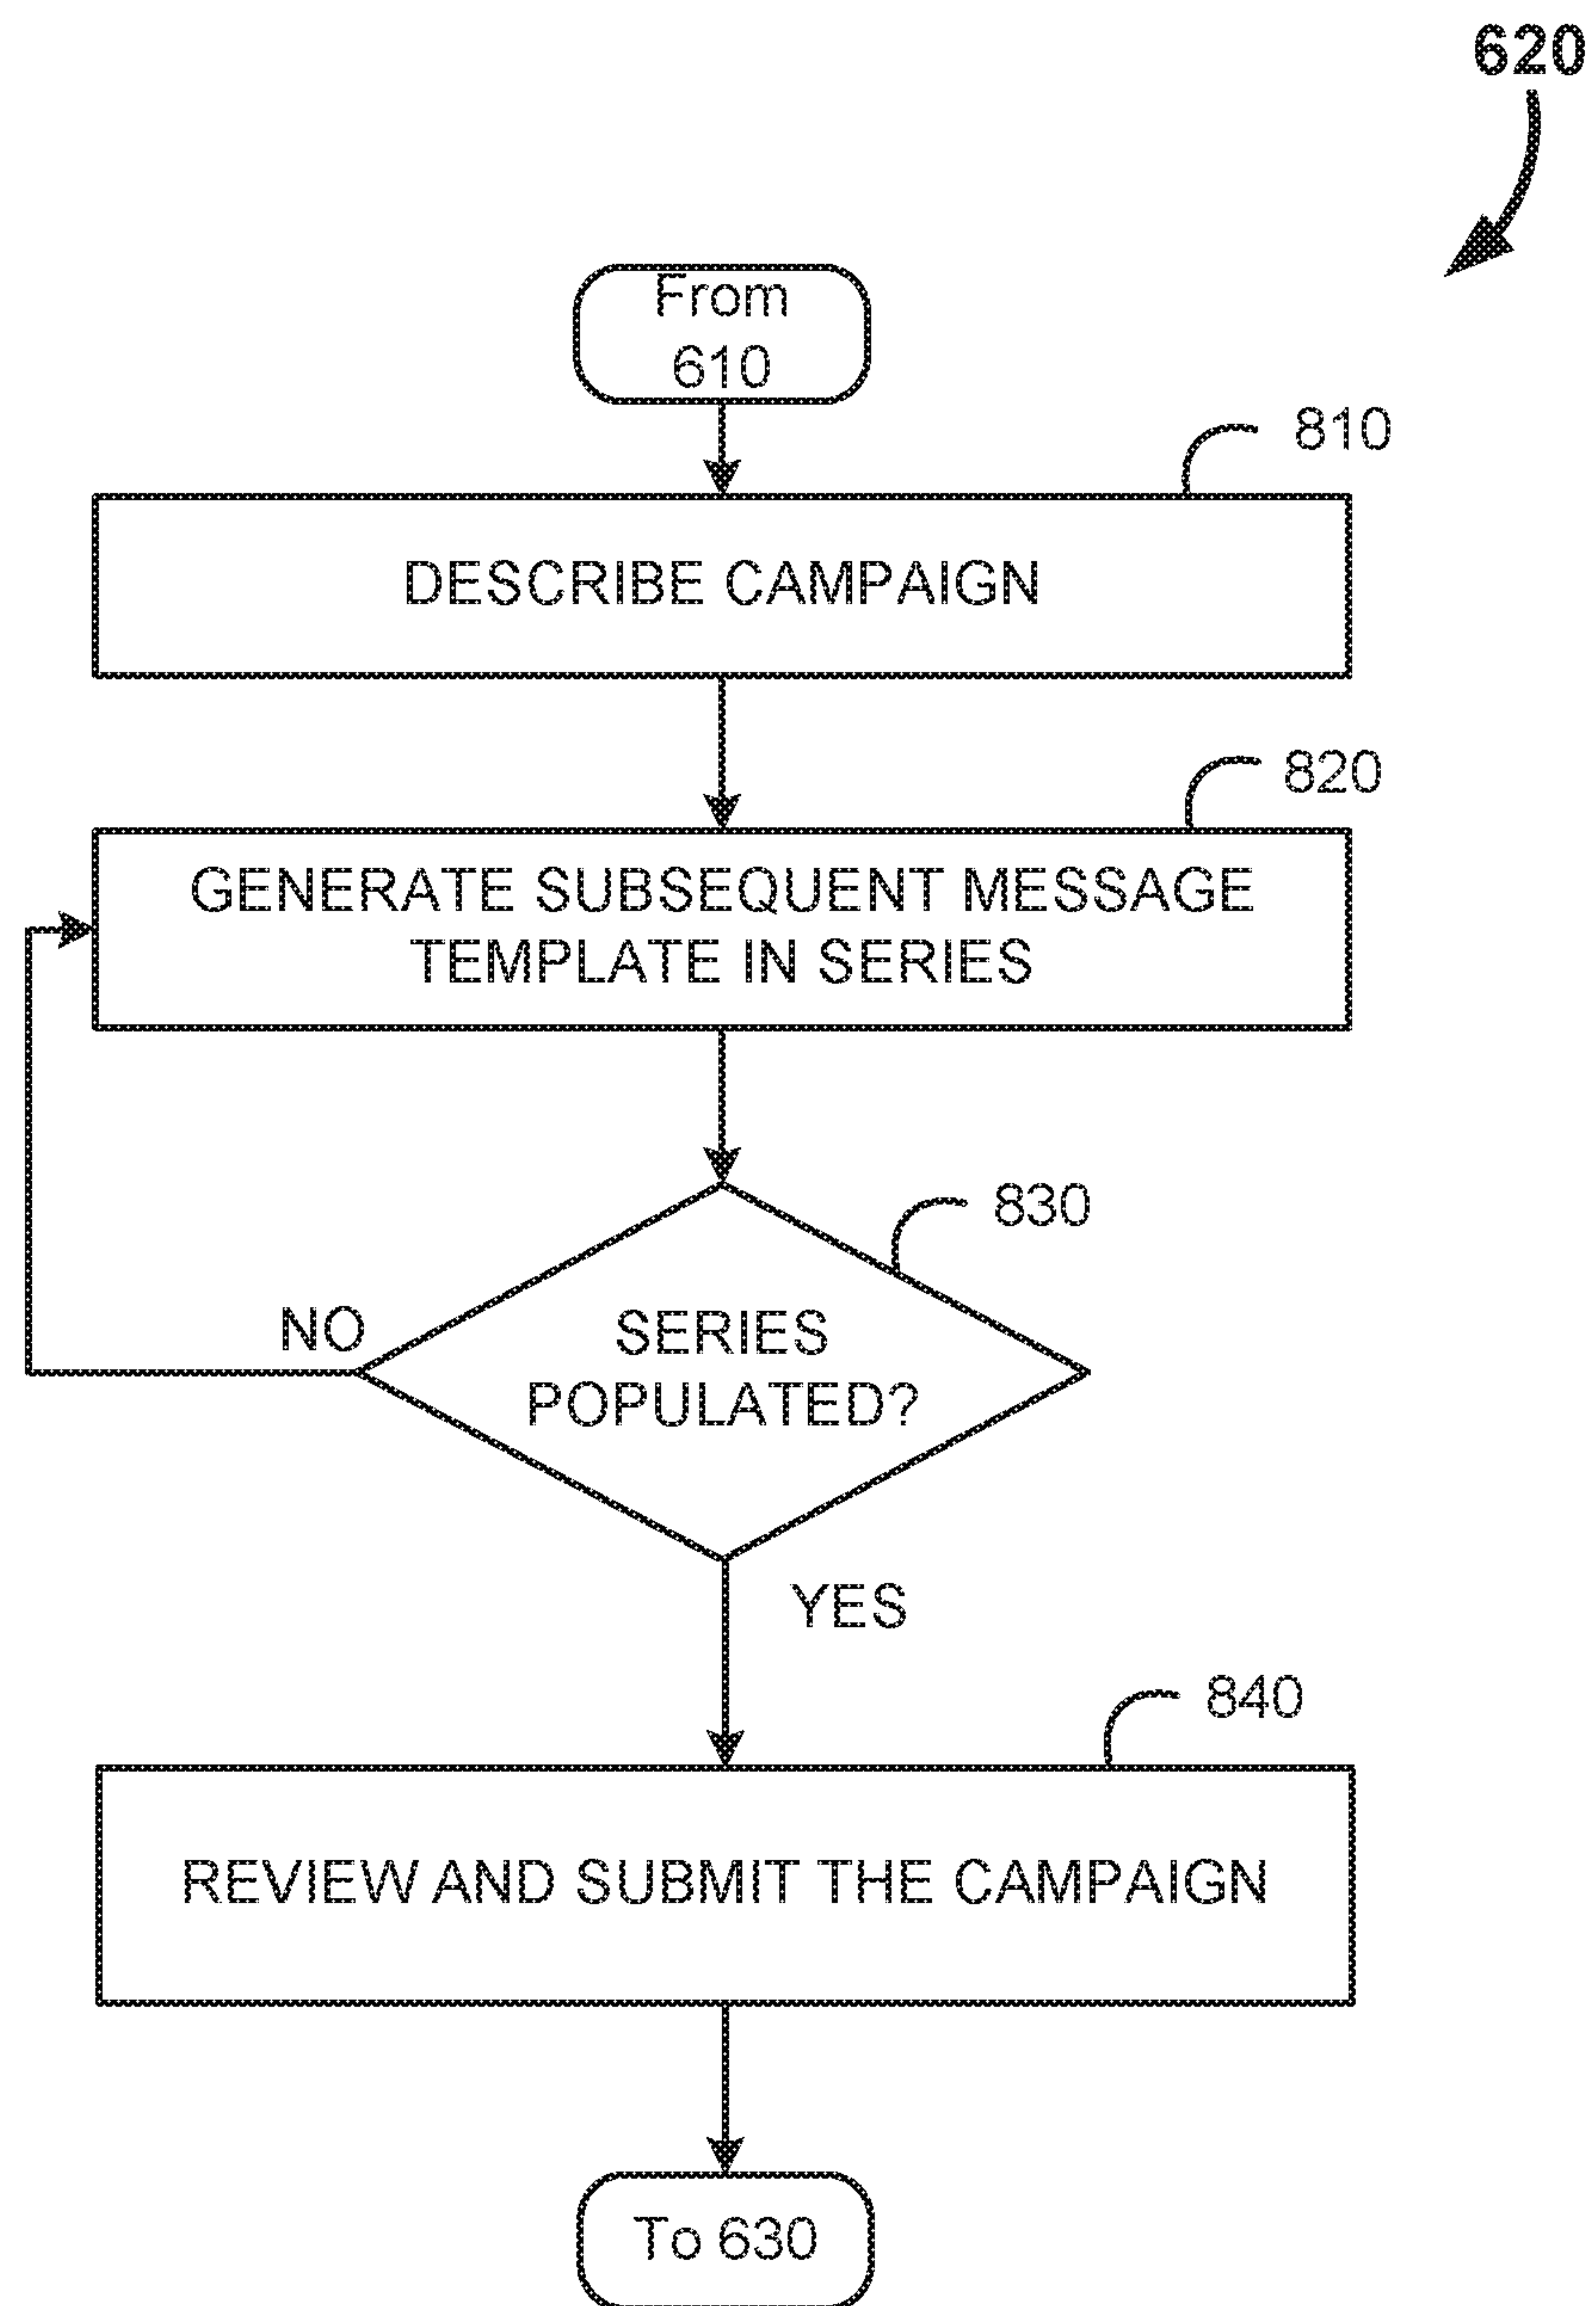 620
From
610
810
DESCRIBE CAMPAIGN
820
GENERATE SUBSEQUENT MESSAGE
TEMPLATE IN SERIES
830
NO
SERIES
POPULATED?
YES
840
REVIEW AND SUBMIT THE CAMPAIGN
To 630